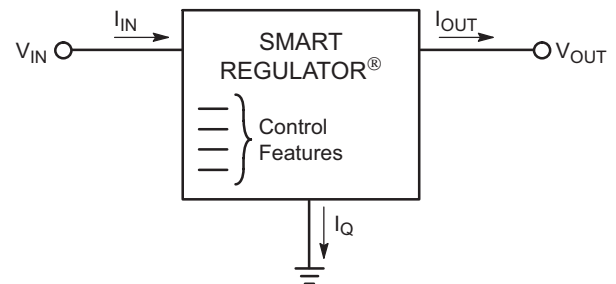 I_IN
I_OUT
V_IN
SMART
REGULATOR®
V_OUT
Control
Features
I_Q